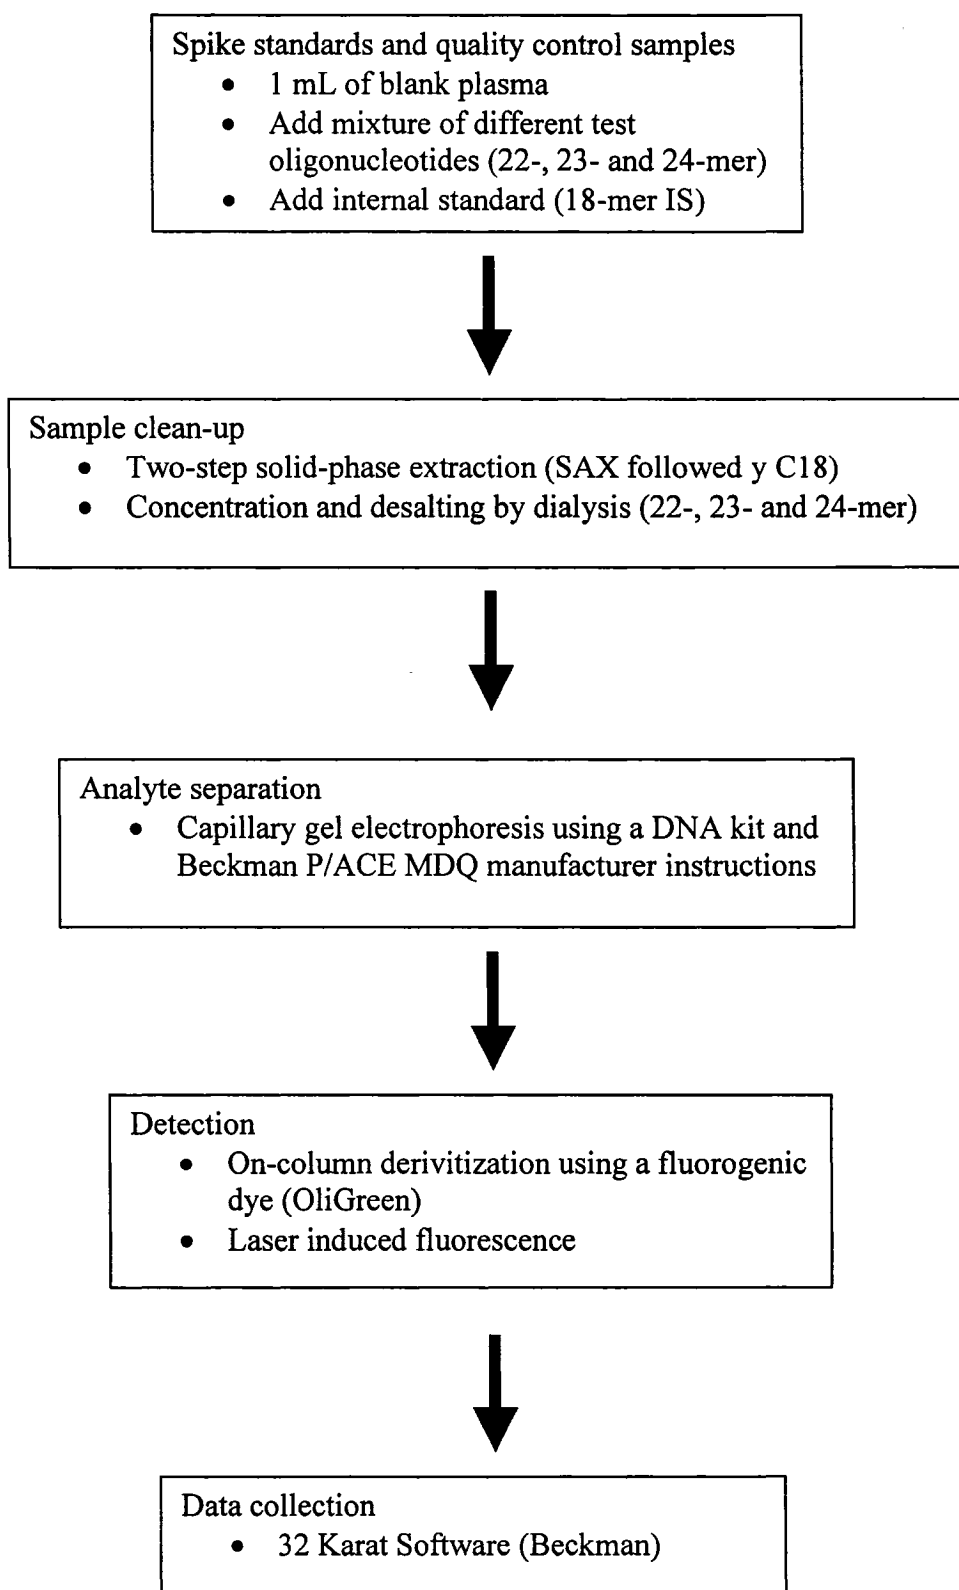 Spike standards and quality control samples
• 1 mL of blank plasma
• Add mixture of different test
oligonucleotides (22-, 23- and 24-mer)
• Add internal standard (18-mer IS)
Sample clean-up
• Two-step solid-phase extraction (SAX followed y C18)
• Concentration and desalting by dialysis (22-, 23- and 24-mer)
Analyte separation
• Capillary gel electrophoresis using a DNA kit and
Beckman P/ACE MDQ manufacturer instructions
Detection
• On-column derivitization using a fluorogenic
dye (OliGreen)
• Laser induced fluorescence
Data collection
• 32 Karat Software (Beckman)